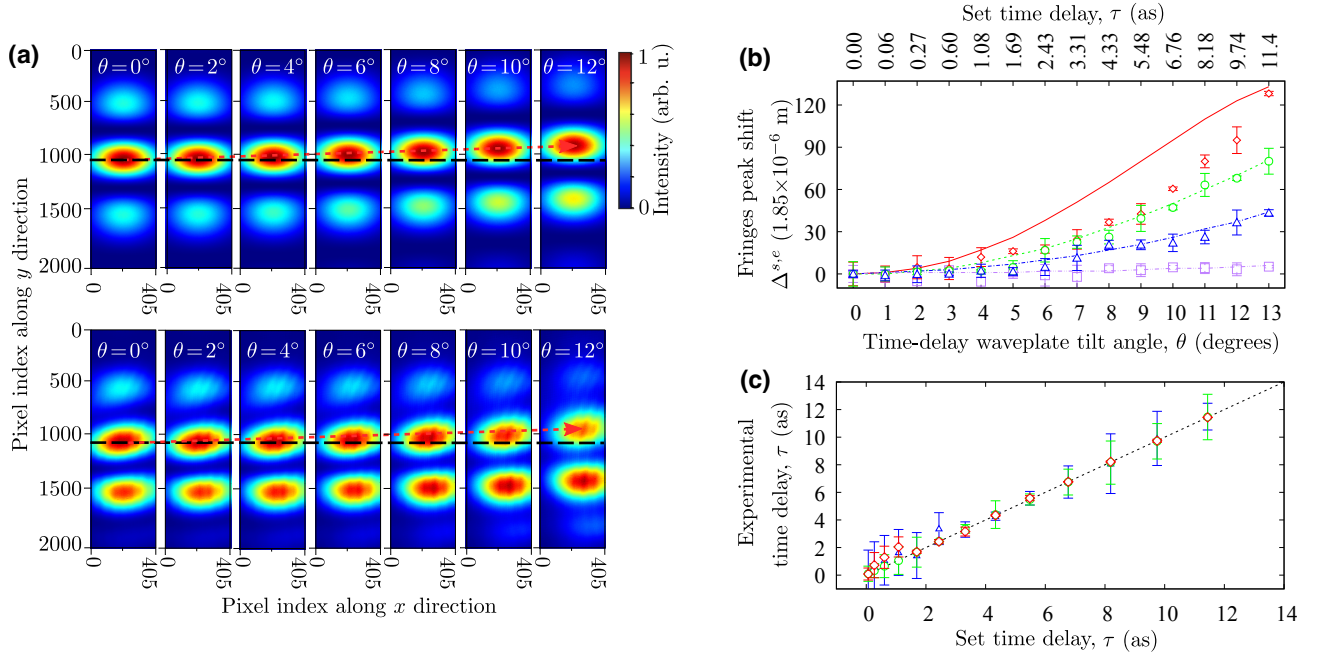 (a)
0
500
1000
1500
2000
θ=0° θ=2° θ=4° θ=6° θ=8° θ=10° θ=12°
1
0
Intensity (arb. u.)
0 405 0 405 0 405 0 405 0 405 0 405 0 405
0
500
1000
1500
2000
θ=0° θ=2° θ=4° θ=6° θ=8° θ=10° θ=12°
0 405 0 405 0 405 0 405 0 405 0 405 0 405
Pixel index along y direction
Pixel index along x direction
Set time delay, τ (as)
(b)
0.00 0.06 0.27 0.60 1.08 1.69 2.43 3.31 4.33 5.48 6.76 8.18 9.74 11.4
Fringes peak shift
Δˢ,ᵉ (1.85×10⁻⁶ m)
120
90
60
30
0
0 1 2 3 4 5 6 7 8 9 10 11 12 13
Time-delay waveplate tilt angle, θ (degrees)
(c)
Experimental
time delay, τ (as)
14
12
10
8
6
4
2
0
0 2 4 6 8 10 12 14
Set time delay, τ (as)